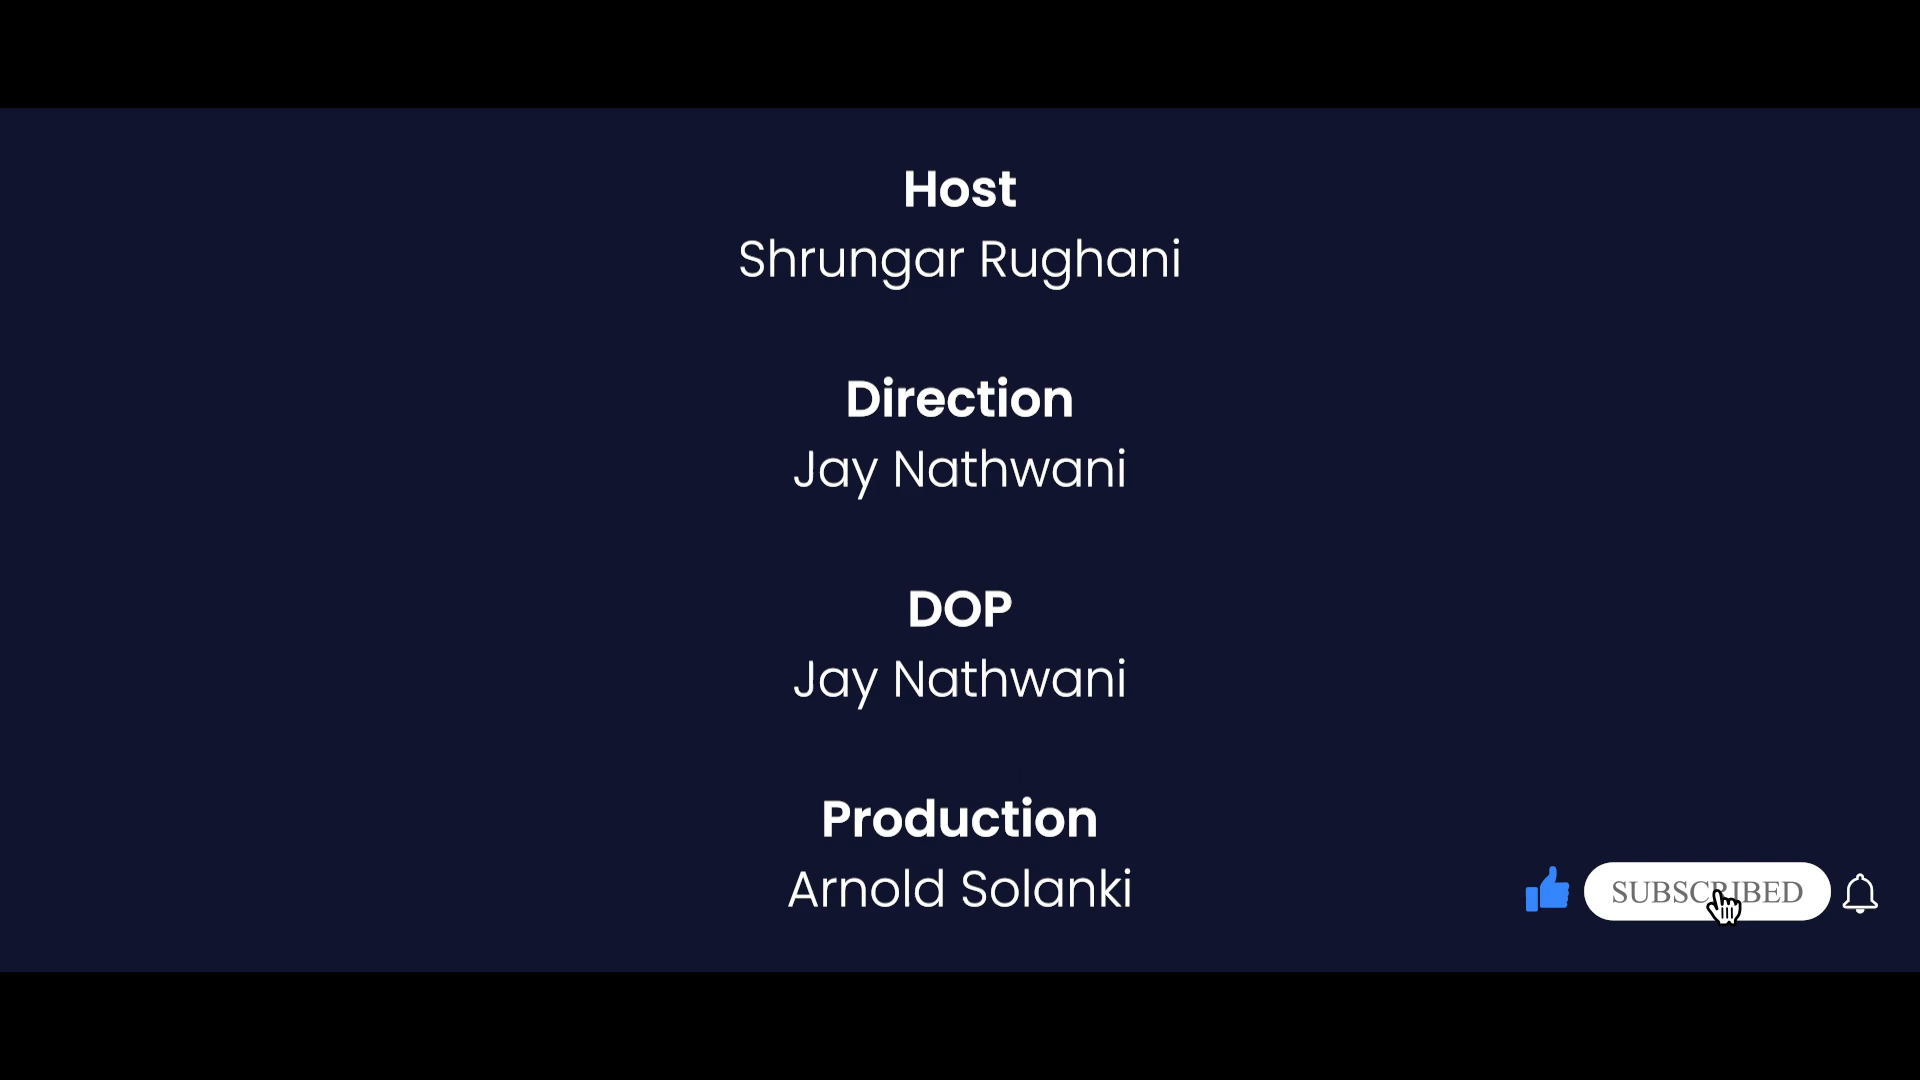 Host
Shrungar Rughani
Direction
Jay Nathwani
DOP
Jay Nathwani
Production
Arnold Solanki
SUBSCRIBED